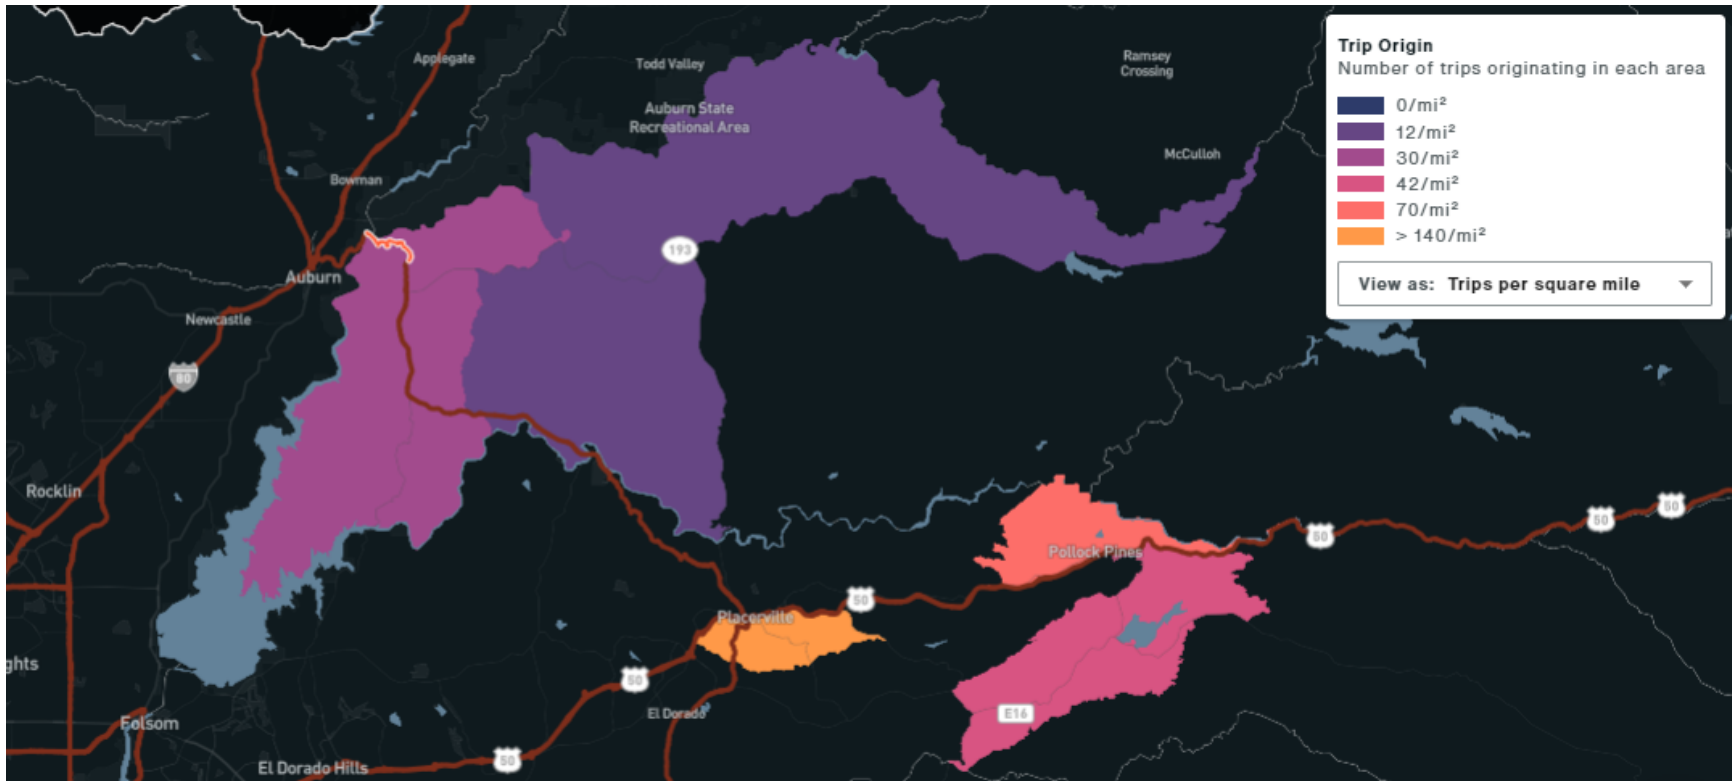 Applegate
Todd Valley
Ramsey
Crossing
Auburn State
Recreational Area
McCulloh
Bowman
193
Auburn
Newcastle
80
Rocklin
50
50
50
Pollock Pines
50
Placerville
ghts
50
El Dorado
E16
Folsom
50
El Dorado Hills
Trip Origin
Number of trips originating in each area
0/mi²
12/mi²
30/mi²
42/mi²
70/mi²
> 140/mi²
View as: Trips per square mile